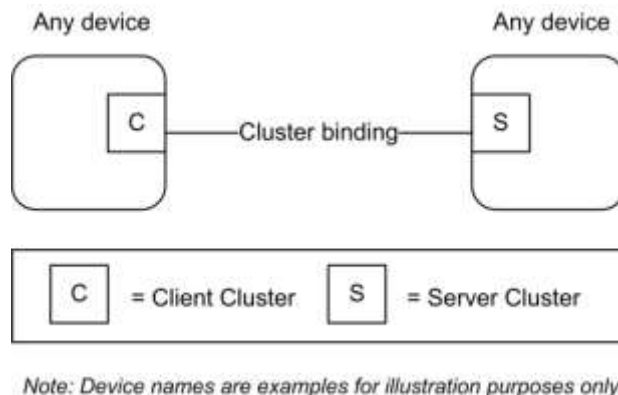 Any device Any device
C Cluster binding S
C = Client Cluster S = Server Cluster
Note: Device names are examples for illustration purposes only